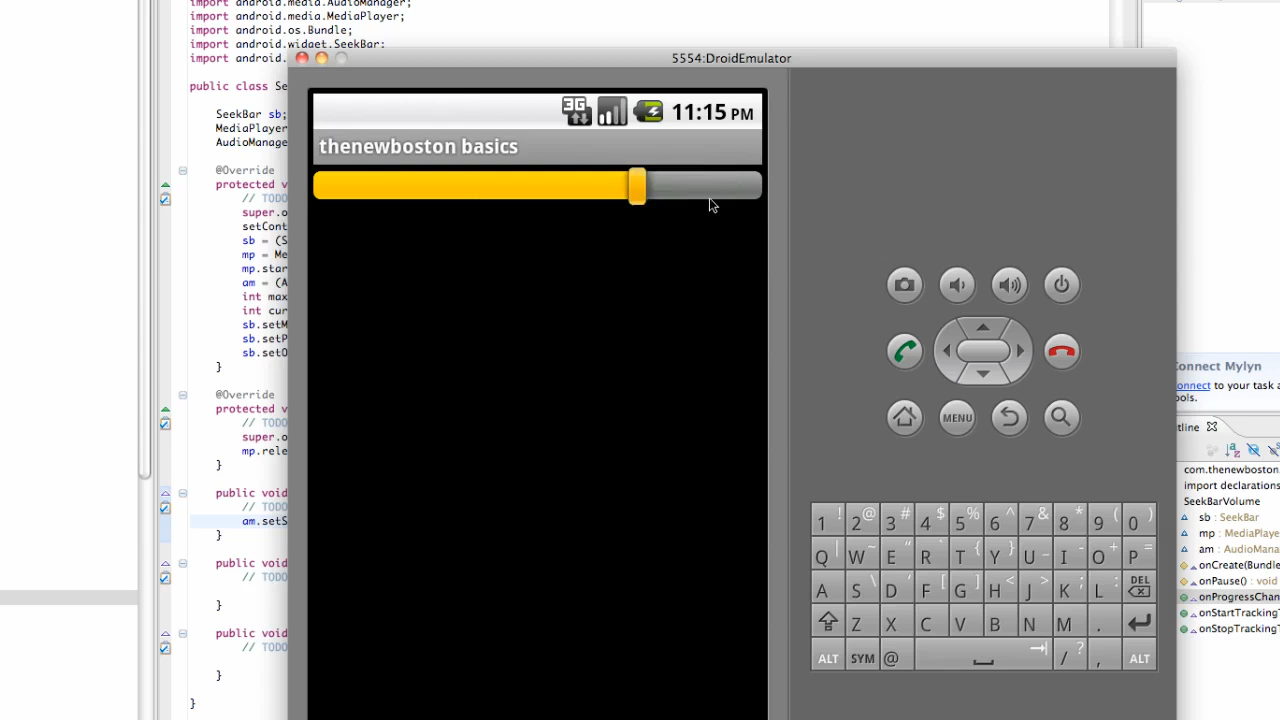 import android.media.AudioManager;
import android.media.MediaPlayer;
import android.os.Bundle;
import android.widget.SeekBar;
import android.
public class Se
SeekBar sb;
MediaPlayer
AudioManage
@Override
protected v
// TODO
super.o
setCont
sb = (S
mp = Me
mp.star
am = (A
int max
int cur
sb.setM
sb.setP
sb.setO
}
@Override
protected v
// TODO
super.o
mp.rele
}
public void
// TODO
am.setS
}
public void
// TODO
}
public void
// TODO
}
}
5554:DroidEmulator
3G
11:15 PM
thenewboston basics
MENU
1 ! 2 @ 3 # 4 $ 5 % 6 ^ 7 & 8 * 9 ( 0 )
Q | W ~ E " R ` T { Y } U _ I - O + P =
A S \ D ' F [ G ] H < J > K ; L : DEL
Z X C V B N M .
ALT SYM @ / ? , ALT
Connect Mylyn
onnect to your task a
ols.
tline
com.thenewboston.
import declarations
SeekBarVolume
sb : SeekBar
mp : MediaPlaye
am : AudioMana
onCreate(Bundle
onPause() : void
onProgressChan
onStartTrackingT
onStopTrackingT